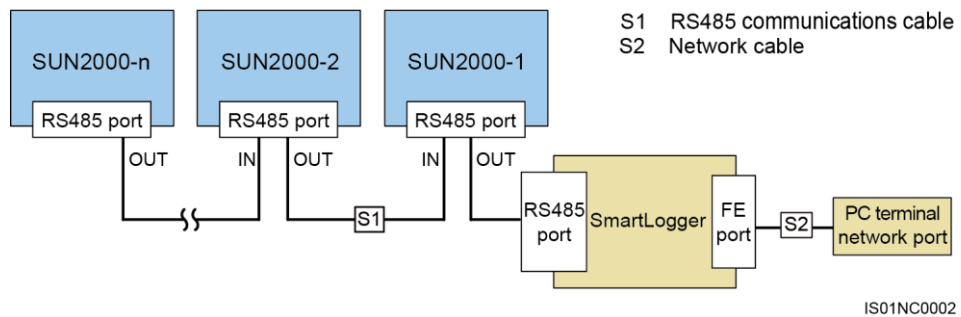 S1 RS485 communications cable
S2 Network cable
SUN2000-n
SUN2000-2
SUN2000-1
RS485 port
RS485 port
RS485 port
OUT
IN
OUT
IN
OUT
S1
RS485
port
SmartLogger
FE
port
S2
PC terminal
network port
IS01NC0002